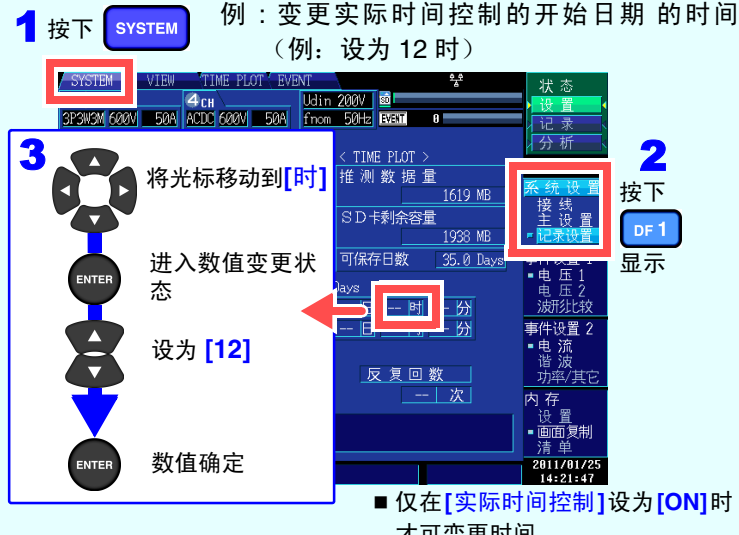 例：变更实际时间控制的开始日期 的时间
（例：设为 12 时）
1 按下 SYSTEM
SYSTEM VIEW TIME PLOT EVENT
4CH Udin 200V SD
3P3W3M 600V 50A ACDC 600V 50A fnom 50Hz EVENT 0
状态
设置
记录
分析
3
将光标移动到[时]
ENTER
进入数值变更状态
设为 [12]
ENTER
数值确定
< TIME PLOT >
推测数据量
1619 MB
SD卡剩余容量
1938 MB
可保存日数 35.0 Days
日 -- 时 -- 分
反复回数
-- 次
2
按下
DF 1
显示
系统设置
接线
主设置
记录设置
电压1
电压2
波形比较
事件设置 2
电流
谐波
功率/其它
内存
设置
画面复制
清单
2011/01/25
14:21:47
■ 仅在[实际时间控制]设为[ON]时
才可变更时间